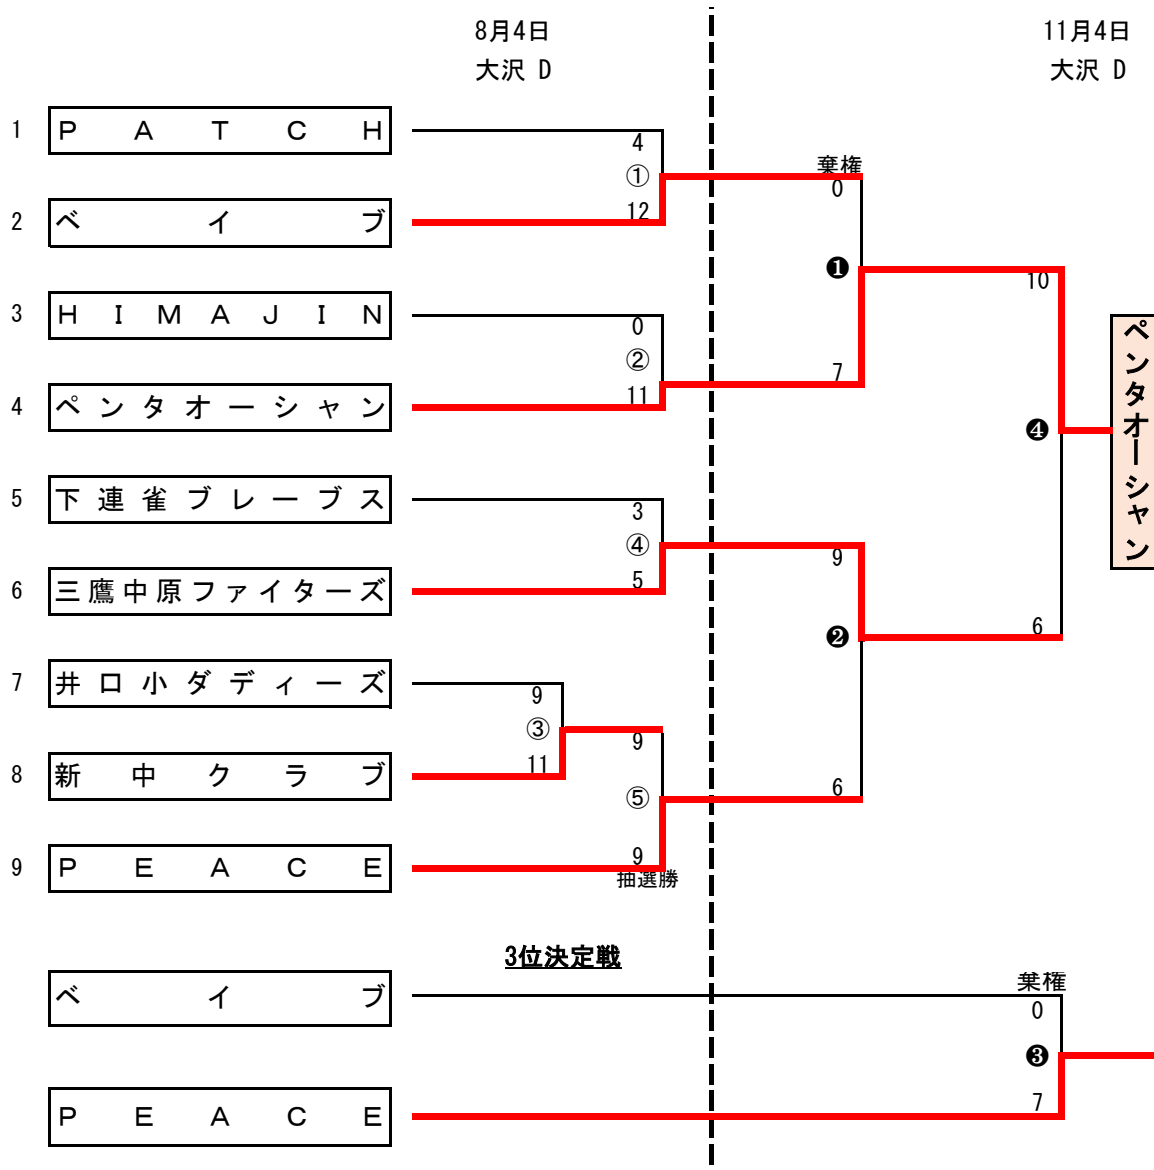 8月4日 11月4日
大沢 D 大沢 D
1 ＰＡＴＣＨ
4
①
棄権
0
2 ベイブ
12
❶
10
3 ＨＩＭＡＪＩＮ
0
②
7
4 ペンタオーシャン
11
❹
ペンタオーシャン
5 下連雀ブレーブス
3
④
9
6 三鷹中原ファイターズ
5
❷
6
7 井口小ダディーズ
9
③
9
8 新中クラブ
11
⑤
6
9 ＰＥＡＣＥ
9
抽選勝
3位決定戦
ベイブ
棄権
0
❸
ＰＥＡＣＥ
7